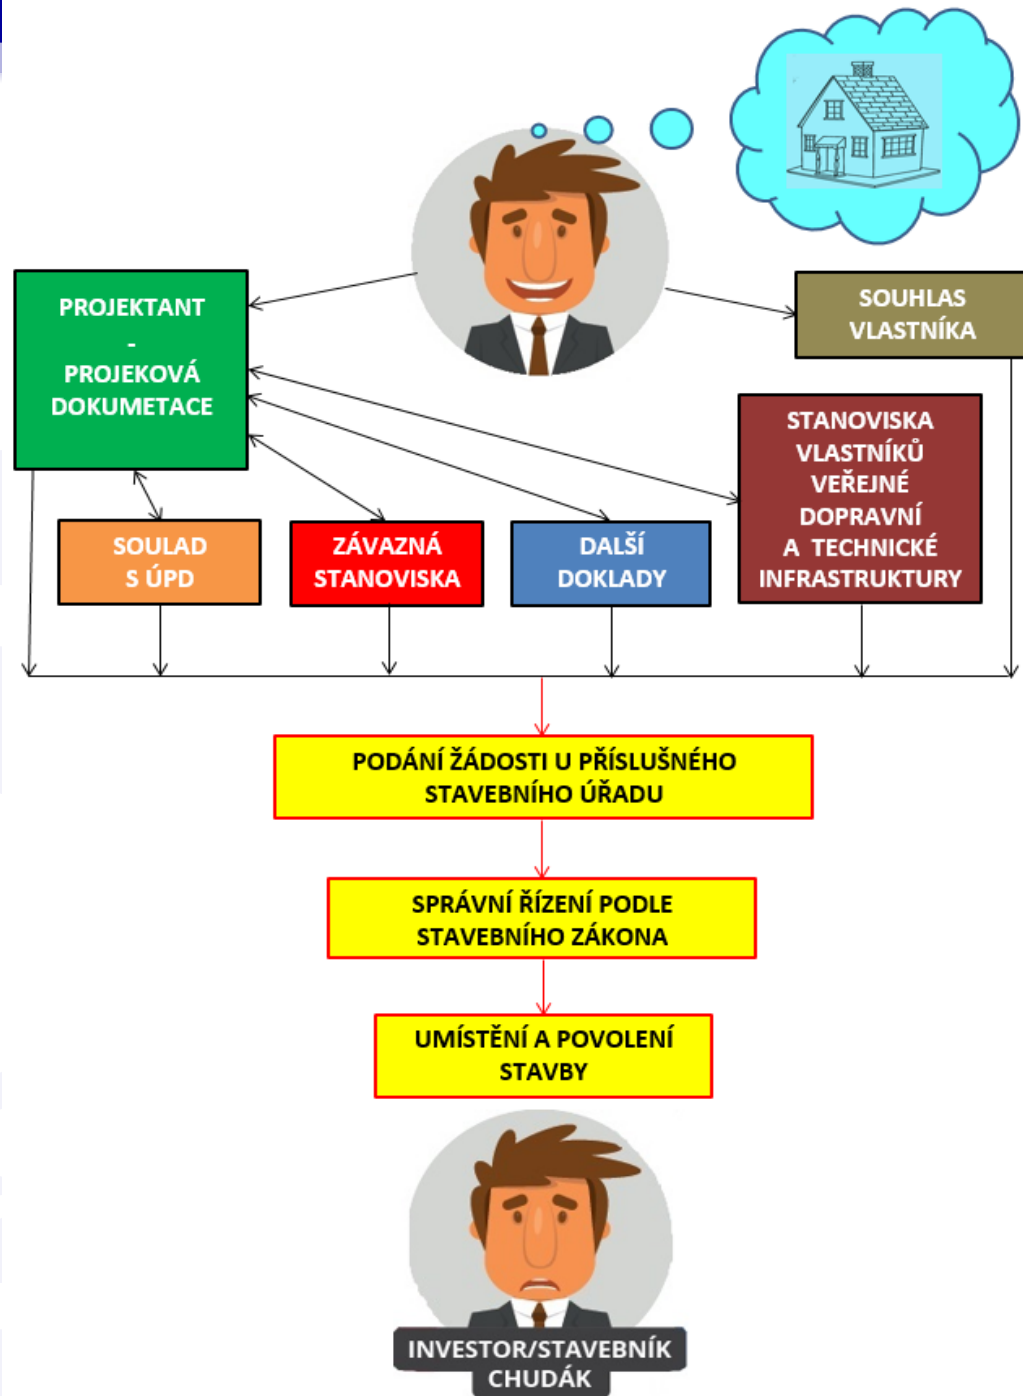 PROJEKTANT
-
PROJEKOVÁ
DOKUMETACE
SOUHLAS
VLASTNÍKA
STANOVISKA
VLASTNÍKŮ
VEŘEJNÉ
DOPRAVNÍ
A TECHNICKÉ
INFRASTRUKTURY
SOULAD
S ÚPD
ZÁVAZNÁ
STANOVISKA
DALŠÍ
DOKLADY
PODÁNÍ ŽÁDOSTI U PŘÍSLUŠNÉHO
STAVEBNÍHO ÚŘADU
SPRÁVNÍ ŘÍZENÍ PODLE
STAVEBNÍHO ZÁKONA
UMÍSTĚNÍ A POVOLENÍ
STAVBY
INVESTOR/STAVEBNÍK
CHUDÁK